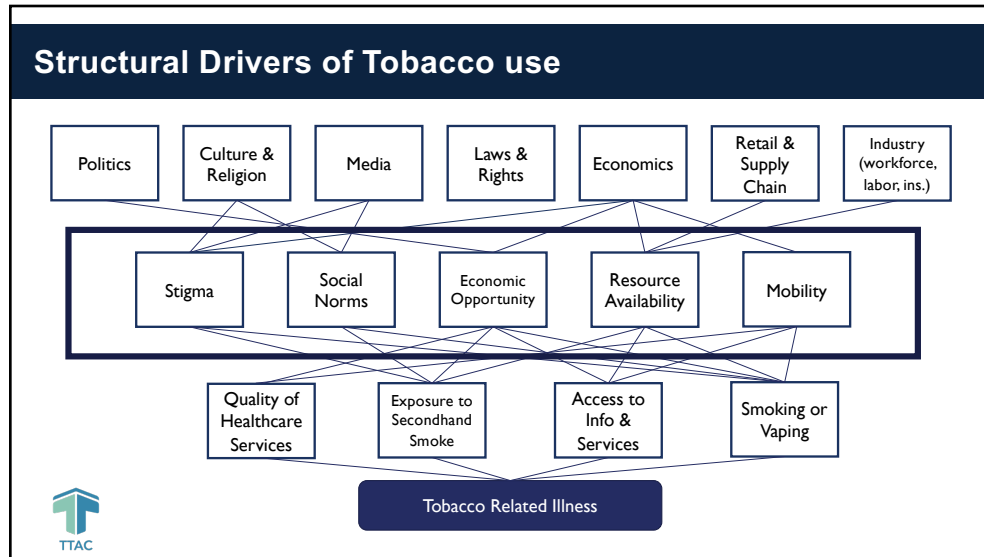 Structural Drivers of Tobacco use
Politics
Culture &
Religion
Media
Laws &
Rights
Economics
Retail &
Supply
Chain
Industry
(workforce,
labor, ins.)
Stigma
Social
Norms
Economic
Opportunity
Resource
Availability
Mobility
Quality of
Healthcare
Services
Exposure to
Secondhand
Smoke
Access to
Info &
Services
Smoking or
Vaping
Tobacco Related Illness
TTAC